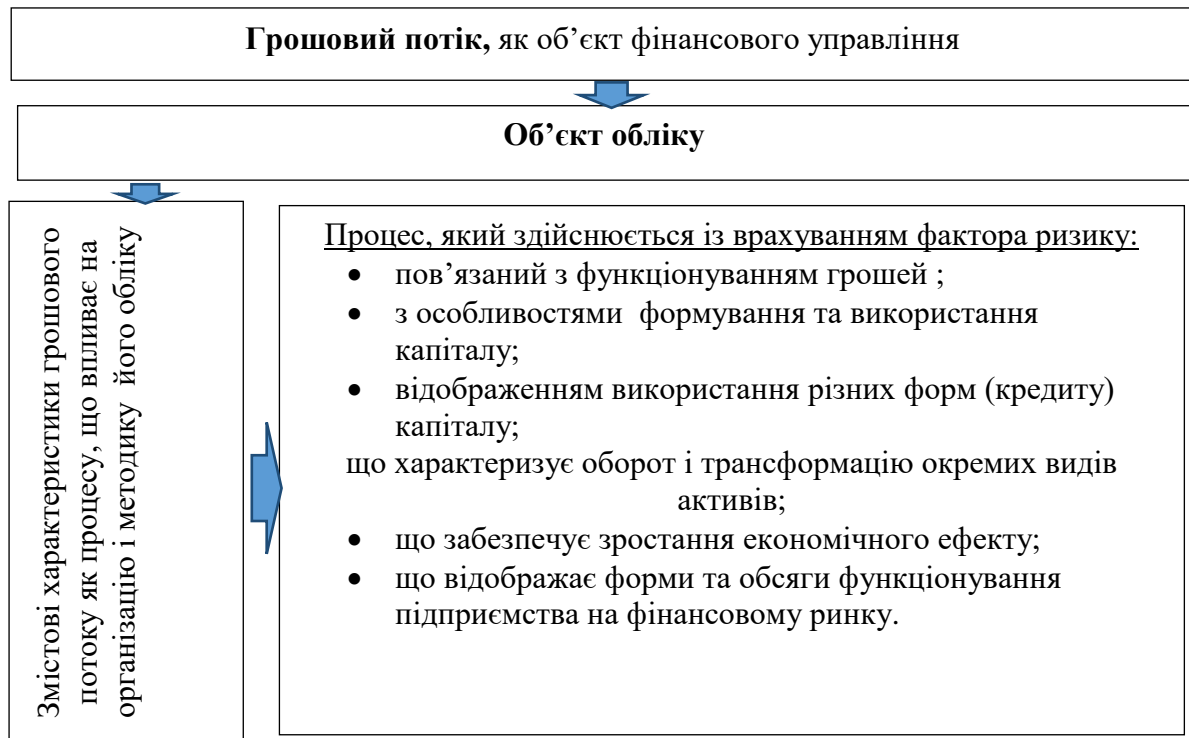 Грошовий потік, як об’єкт фінансового управління
Об’єкт обліку
Змістові характеристики грошового
потоку як процесу, що впливає на
організацію і методику його обліку
Процес, який здійснюється із врахуванням фактора ризику:
• пов’язаний з функціонуванням грошей ;
• з особливостями формування та використання
капіталу;
• відображенням використання різних форм (кредиту)
капіталу;
що характеризує оборот і трансформацію окремих видів
активів;
• що забезпечує зростання економічного ефекту;
• що відображає форми та обсяги функціонування
підприємства на фінансовому ринку.